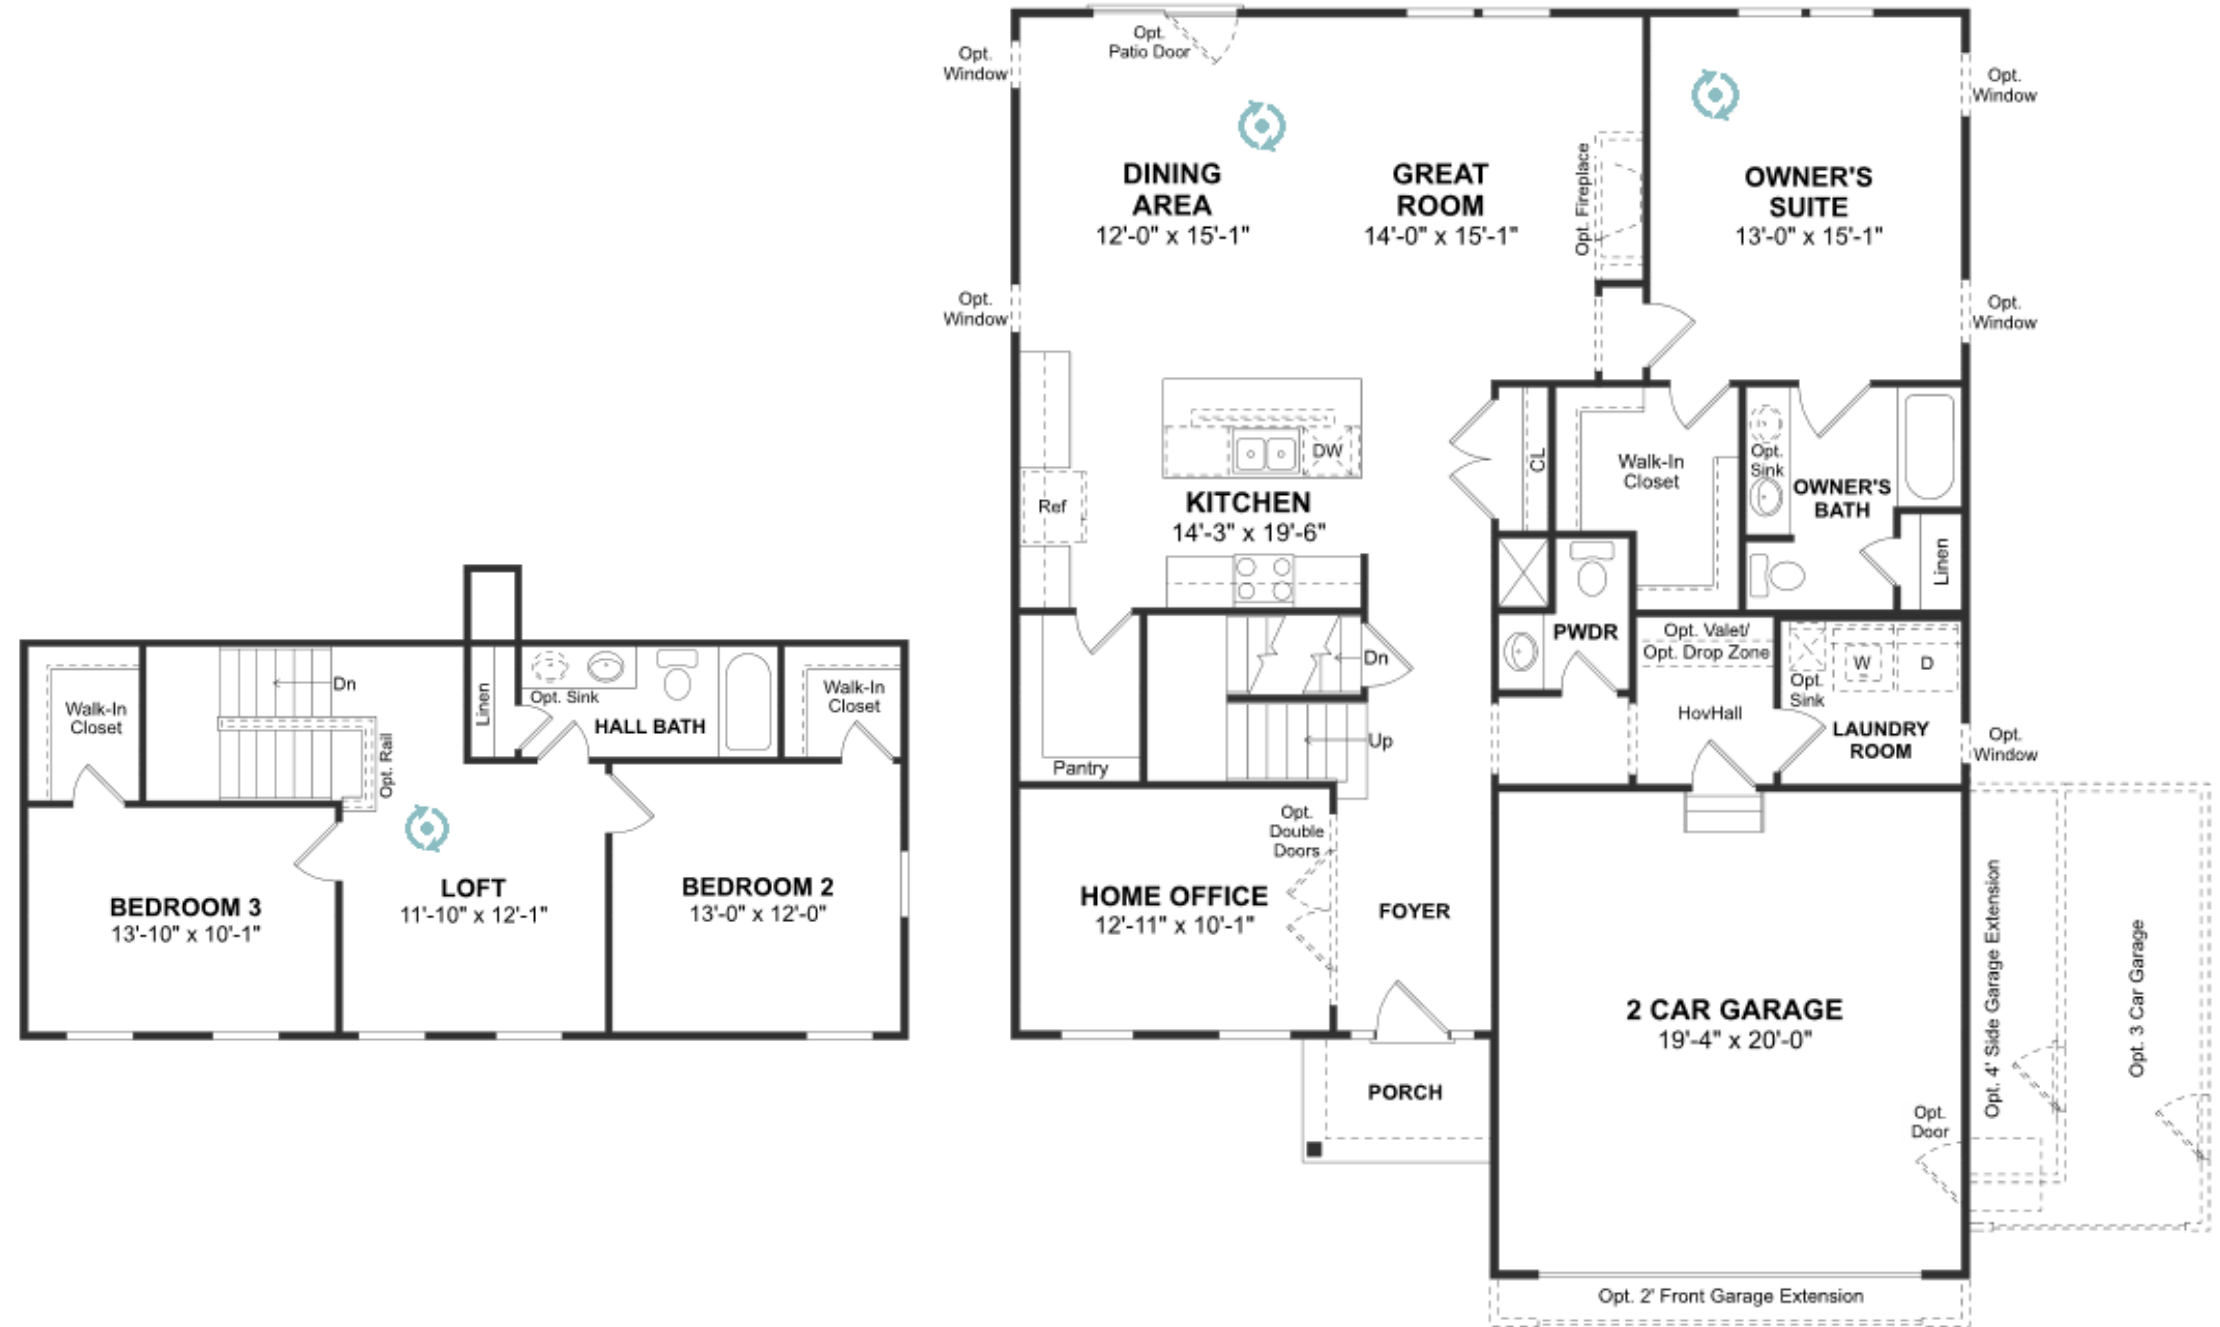 Walk-In
Closet
Dn
Opt. Rail
Linen
Opt. Sink
HALL BATH
Walk-In
Closet
BEDROOM 3
13'-10" x 10'-1"
LOFT
11'-10" x 12'-1"
BEDROOM 2
13'-0" x 12'-0"
Opt.
Patio Door
Opt.
Window
Opt.
Window
DINING
AREA
12'-0" x 15'-1"
GREAT
ROOM
14'-0" x 15'-1"
Opt. Fireplace
OWNER'S
SUITE
13'-0" x 15'-1"
Opt.
Window
Opt.
Window
DW
Ref
KITCHEN
14'-3" x 19'-6"
CL
Walk-In
Closet
Opt.
Sink
OWNER'S
BATH
Linen
PWDR
Opt. Valet/
Opt. Drop Zone
W
D
Opt.
Sink
HovHall
LAUNDRY
ROOM
Opt.
Window
Dn
Up
Pantry
Opt.
Double
Doors
HOME OFFICE
12'-11" x 10'-1"
FOYER
PORCH
2 CAR GARAGE
19'-4" x 20'-0"
Opt.
Door
Opt. 4' Side Garage Extension
Opt. 3 Car Garage
Opt. 2' Front Garage Extension